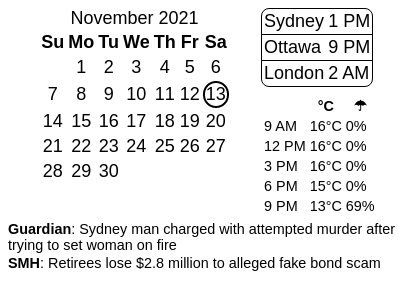 November 2021
Su Mo Tu We Th Fr Sa
1 2 3 4 5 6
7 8 9 10 11 12 13
14 15 16 17 18 19 20
21 22 23 24 25 26 27
28 29 30
Sydney 1 PM
Ottawa 9 PM
London 2 AM
°C ☂
9 AM 16°C 0%
12 PM 16°C 0%
3 PM 16°C 0%
6 PM 15°C 0%
9 PM 13°C 69%
Guardian: Sydney man charged with attempted murder after
trying to set woman on fire
SMH: Retirees lose $2.8 million to alleged fake bond scam